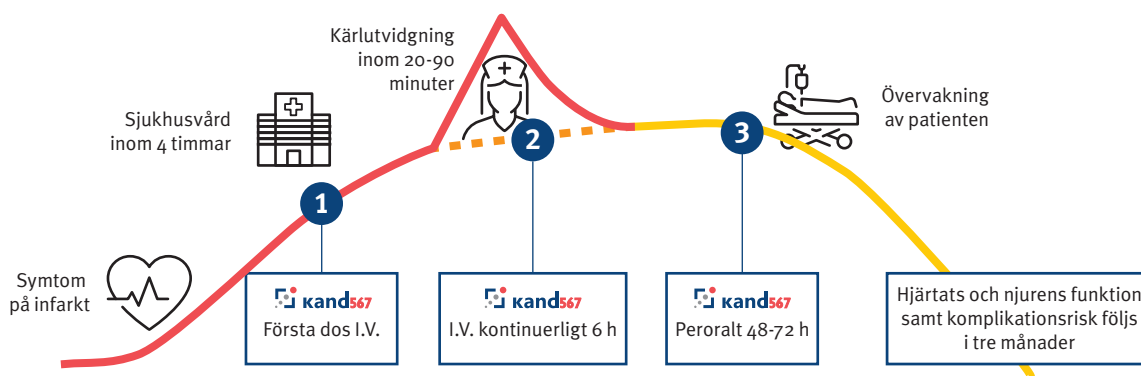 Kärlutvidgning
inom 20-90
minuter
Sjukhusvård
inom 4 timmar
Övervakning
av patienten
2
3
1
Symtom
på infarkt
Kand567
Första dos I.V.
Kand567
I.V. kontinuerligt 6 h
Kand567
Peroralt 48-72 h
Hjärtats och njurens funktion
samt komplikationsrisk följs
i tre månader